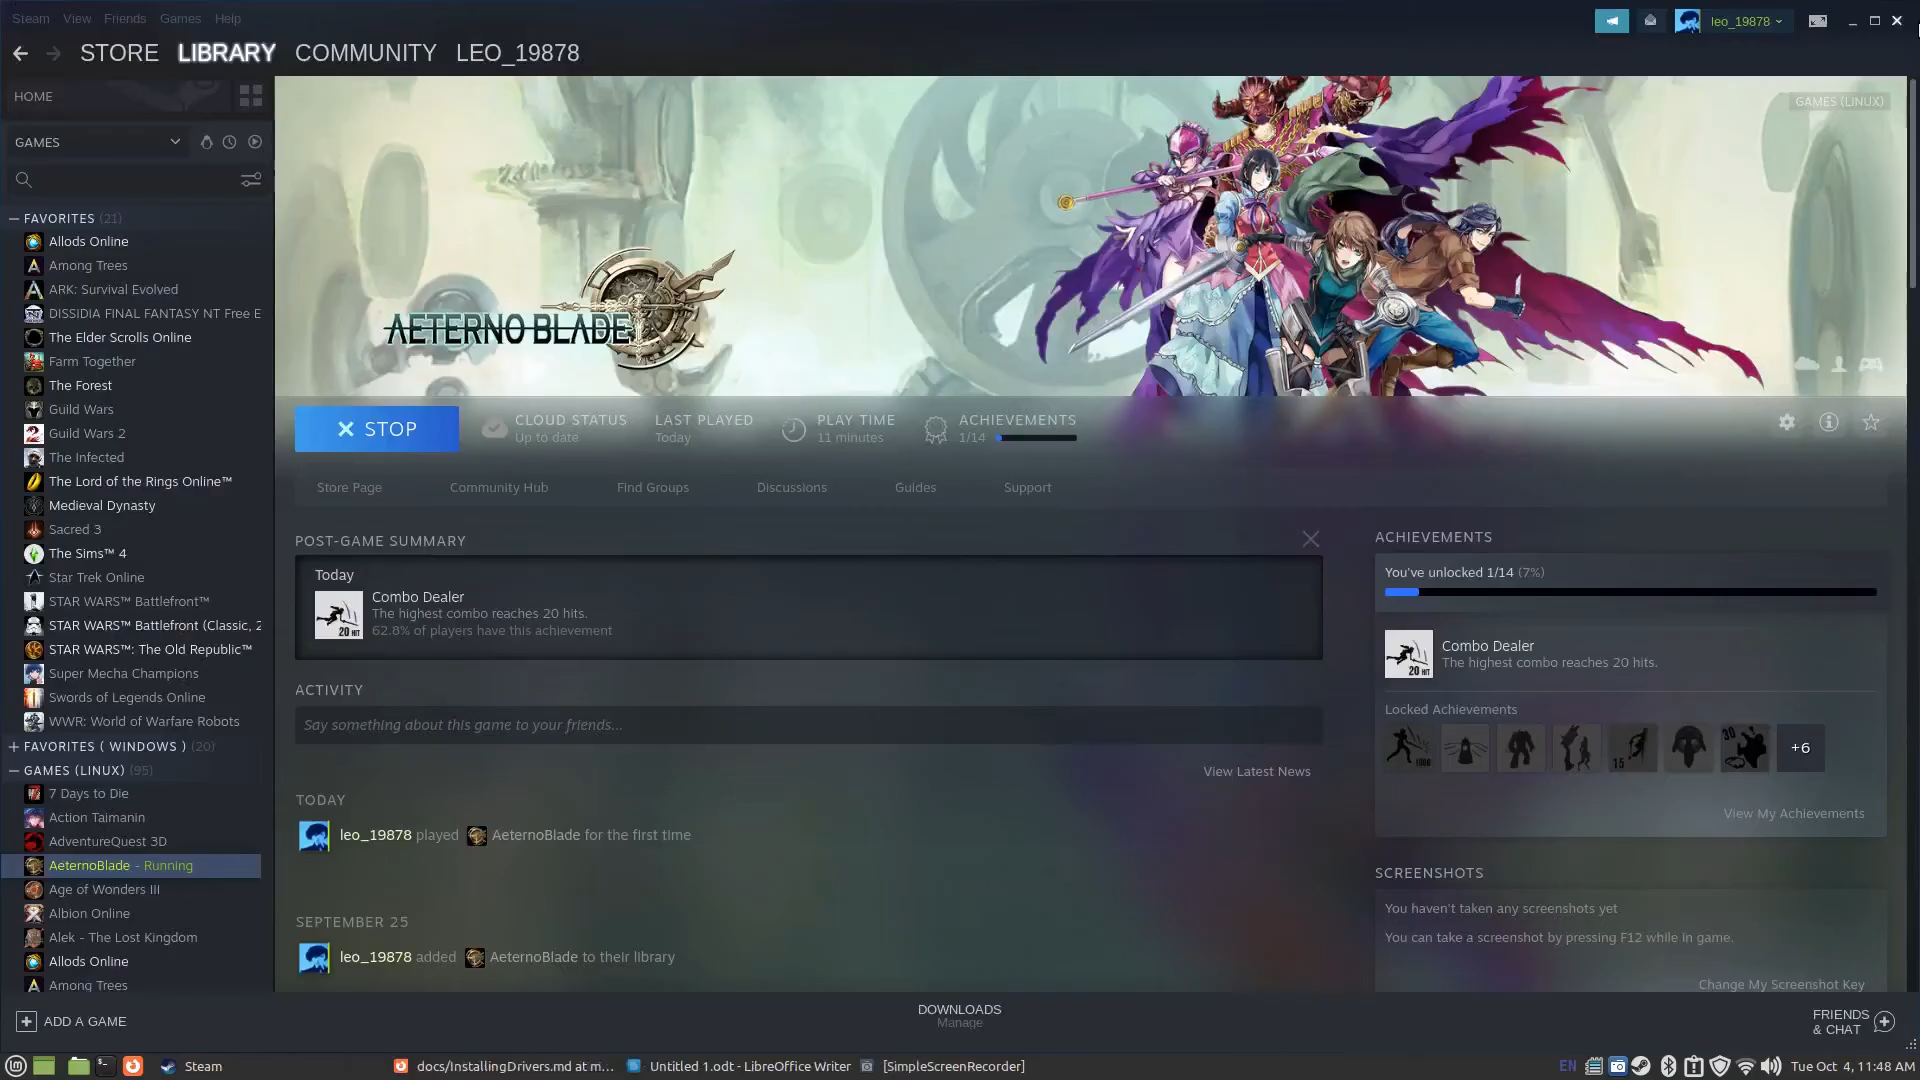 Steam View Friends Games Help
leo_19878
STORE LIBRARY COMMUNITY LEO_19878
HOME
GAMES (LINUX)
GAMES
FAVORITES (21)
Allods Online
Among Trees
ARK: Survival Evolved
DISSIDIA FINAL FANTASY NT Free E
The Elder Scrolls Online
Farm Together
The Forest
Guild Wars
Guild Wars 2
The Infected
The Lord of the Rings Online™
Medieval Dynasty
Sacred 3
The Sims™ 4
Star Trek Online
STAR WARS™ Battlefront™
STAR WARS™ Battlefront (Classic, 2
STAR WARS™: The Old Republic™
Super Mecha Champions
Swords of Legends Online
WWR: World of Warfare Robots
FAVORITES ( WINDOWS ) (20)
GAMES (LINUX) (95)
7 Days to Die
Action Taimanin
AdventureQuest 3D
AeternoBlade - Running
Age of Wonders III
Albion Online
Alek - The Lost Kingdom
Allods Online
Among Trees
AETERNO BLADE
STOP
CLOUD STATUS
Up to date
LAST PLAYED
Today
PLAY TIME
11 minutes
ACHIEVEMENTS
1/14
Store Page Community Hub Find Groups Discussions Guides Support
POST-GAME SUMMARY
Today
20 HIT
Combo Dealer
The highest combo reaches 20 hits.
62.8% of players have this achievement
ACTIVITY
Say something about this game to your friends...
View Latest News
TODAY
leo_19878 played AeternoBlade for the first time
SEPTEMBER 25
leo_19878 added AeternoBlade to their library
ACHIEVEMENTS
You've unlocked 1/14 (7%)
20 HIT
Combo Dealer
The highest combo reaches 20 hits.
Locked Achievements
1000
15
30
+6
View My Achievements
SCREENSHOTS
You haven't taken any screenshots yet
You can take a screenshot by pressing F12 while in game.
Change My Screenshot Key
ADD A GAME
DOWNLOADS
Manage
FRIENDS
& CHAT
Steam
docs/InstallingDrivers.md at m...
Untitled 1.odt - LibreOffice Writer
[SimpleScreenRecorder]
EN
Tue Oct 4, 11:48 AM